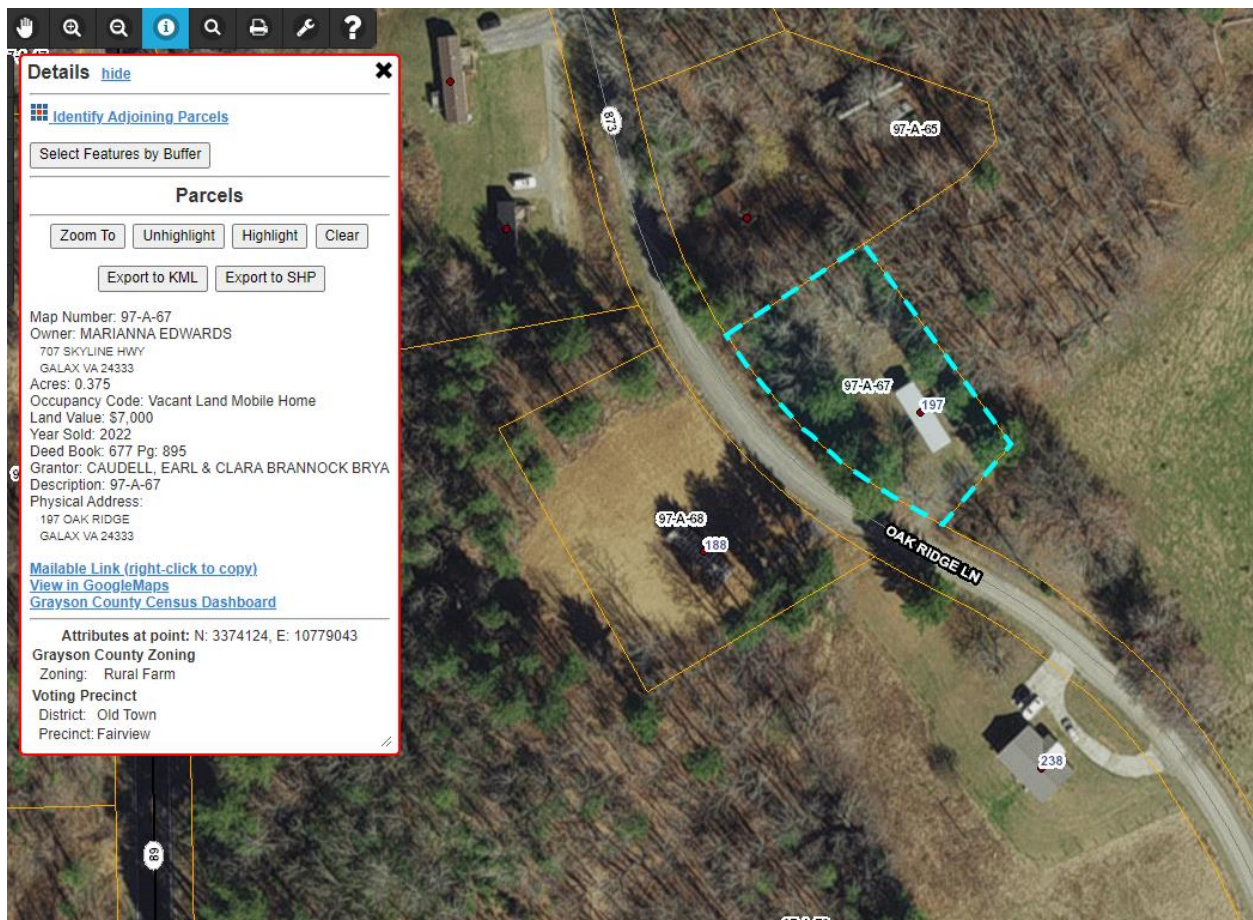 Details hide
Identify Adjoining Parcels
Select Features by Buffer
Parcels
Zoom To Unhighlight Highlight Clear
Export to KML Export to SHP
Map Number: 97-A-67
Owner: MARIANNA EDWARDS
707 SKYLINE HWY
GALAX VA 24333
Acres: 0.375
Occupancy Code: Vacant Land Mobile Home
Land Value: $7,000
Year Sold: 2022
Deed Book: 677 Pg: 895
Grantor: CAUDELL, EARL & CLARA BRANNOCK BRYA
Description: 97-A-67
Physical Address:
197 OAK RIDGE
GALAX VA 24333
Mailable Link (right-click to copy)
View in GoogleMaps
Grayson County Census Dashboard
Attributes at point: N: 3374124, E: 10779043
Grayson County Zoning
Zoning: Rural Farm
Voting Precinct
District: Old Town
Precinct: Fairview
873
97-A-65
97-A-67
197
97-A-68
188
OAK RIDGE LN
238
89